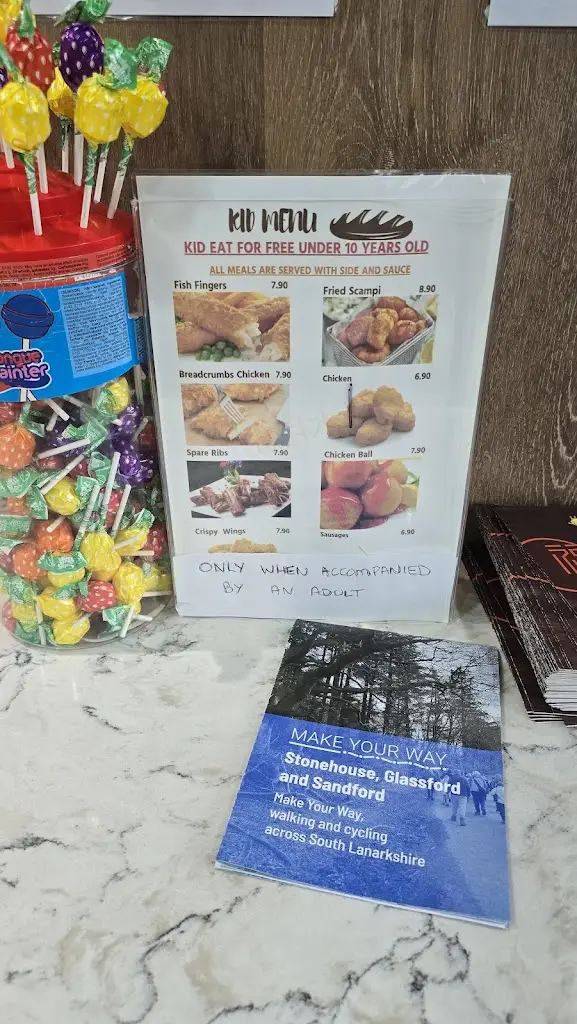 KID MENU
KID EAT FOR FREE UNDER 10 YEARS OLD
ALL MEALS ARE SERVED WITH SIDE AND SAUCE
Fish Fingers 7.90
Fried Scampi 8.90
Breadcrumbs Chicken 7.90
Chicken 6.90
Spare Ribs 7.90
Chicken Ball 7.90
Crispy Wings 7.90
Sausages 6.90
ONLY WHEN ACCOMPANIED
BY AN ADULT
MAKE YOUR WAY
Stonehouse, Glassford
and Sandford
Make Your Way,
walking and cycling
across South Lanarkshire